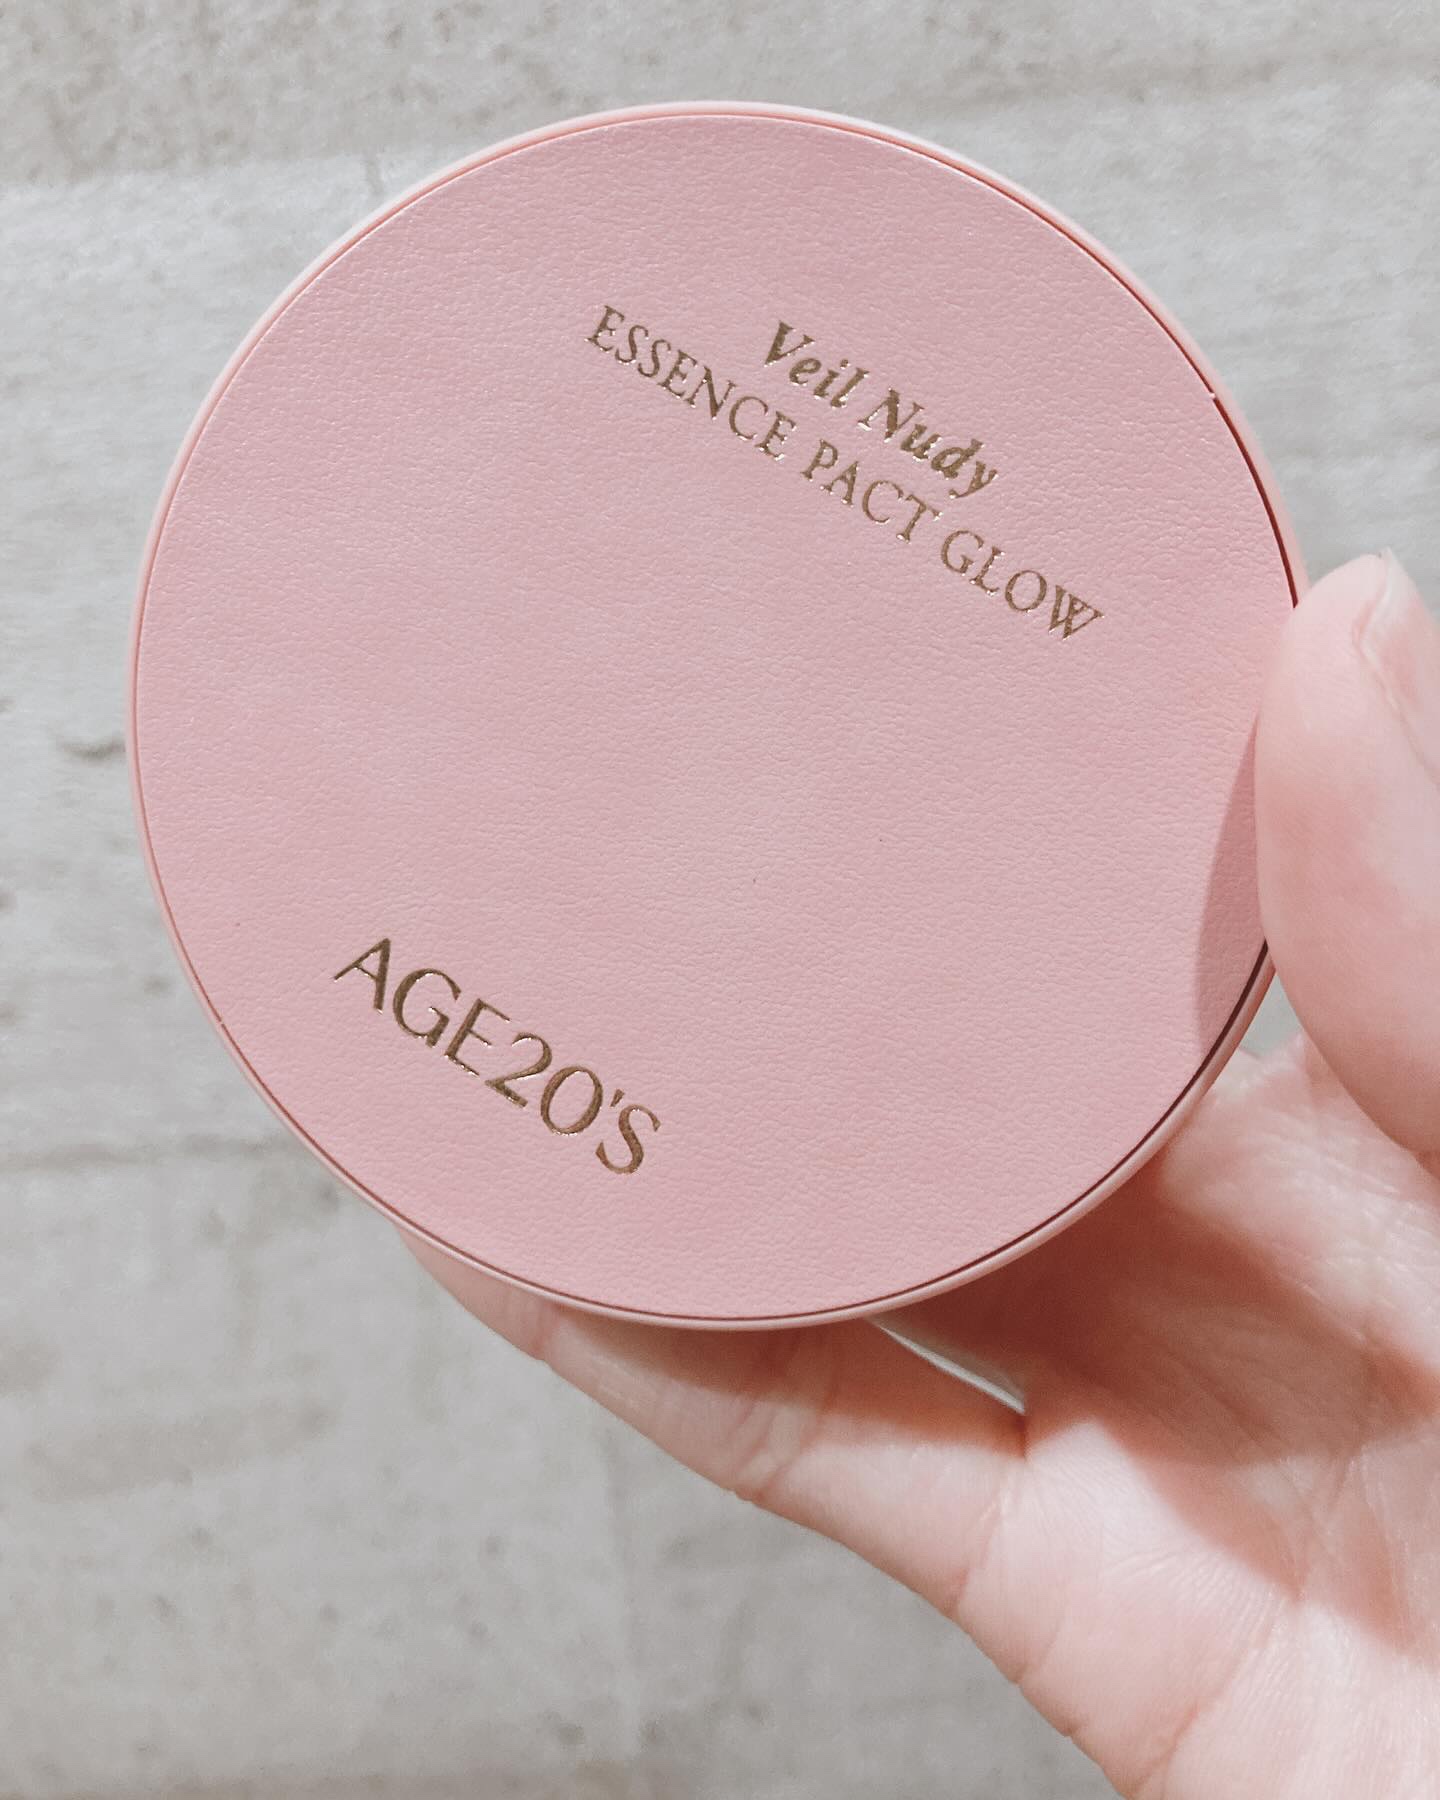 Veil Nudy
ESSENCE PACT GLOW
AGE20'S